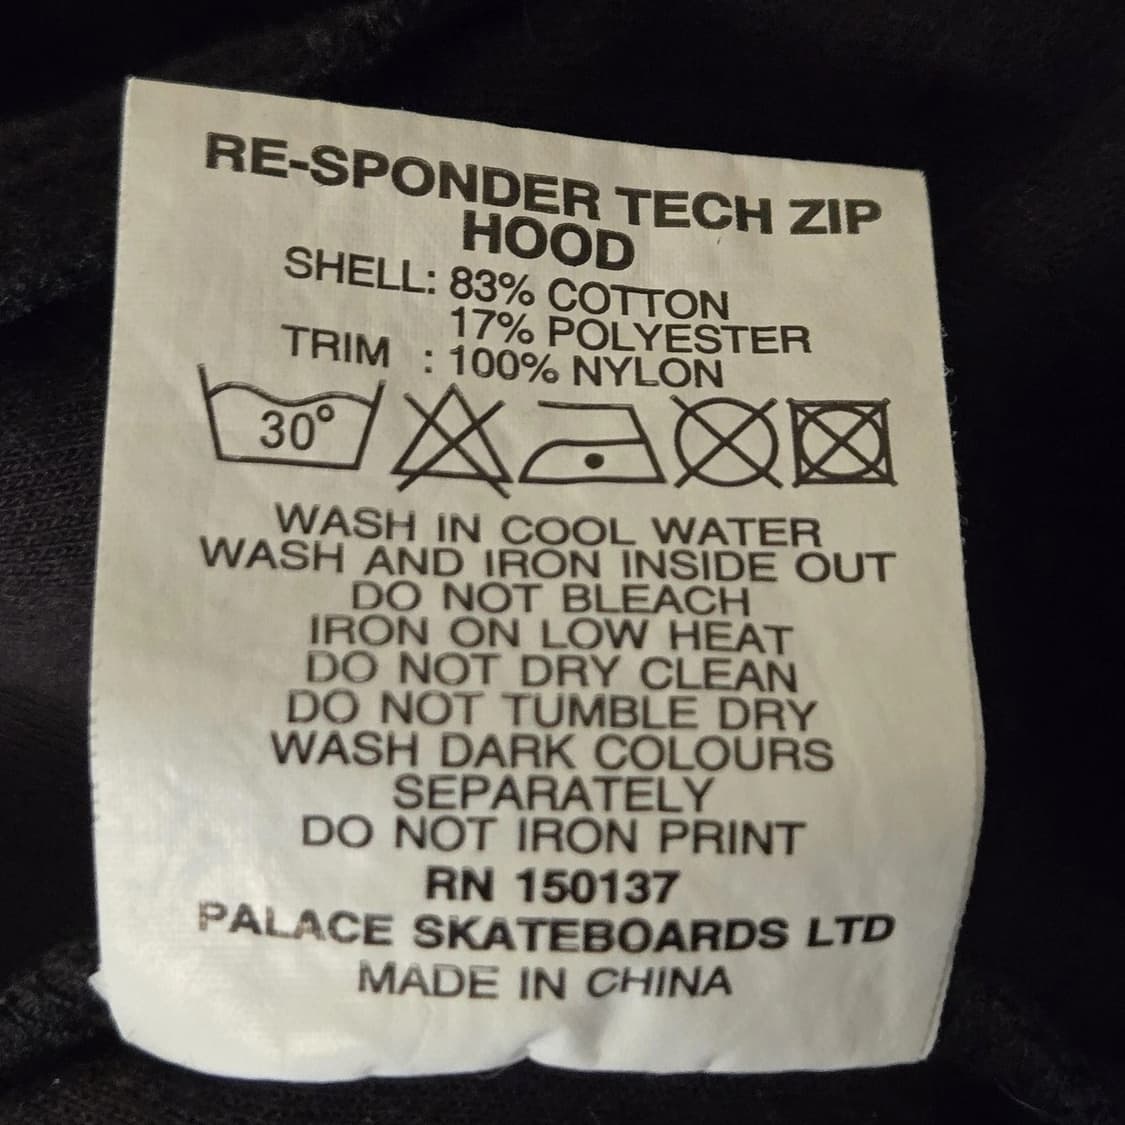 RE-SPONDER TECH ZIP
HOOD
SHELL: 83% COTTON
17% POLYESTER
TRIM : 100% NYLON
30°
WASH IN COOL WATER
WASH AND IRON INSIDE OUT
DO NOT BLEACH
IRON ON LOW HEAT
DO NOT DRY CLEAN
DO NOT TUMBLE DRY
WASH DARK COLOURS
SEPARATELY
DO NOT IRON PRINT
RN 150137
PALACE SKATEBOARDS LTD
MADE IN CHINA